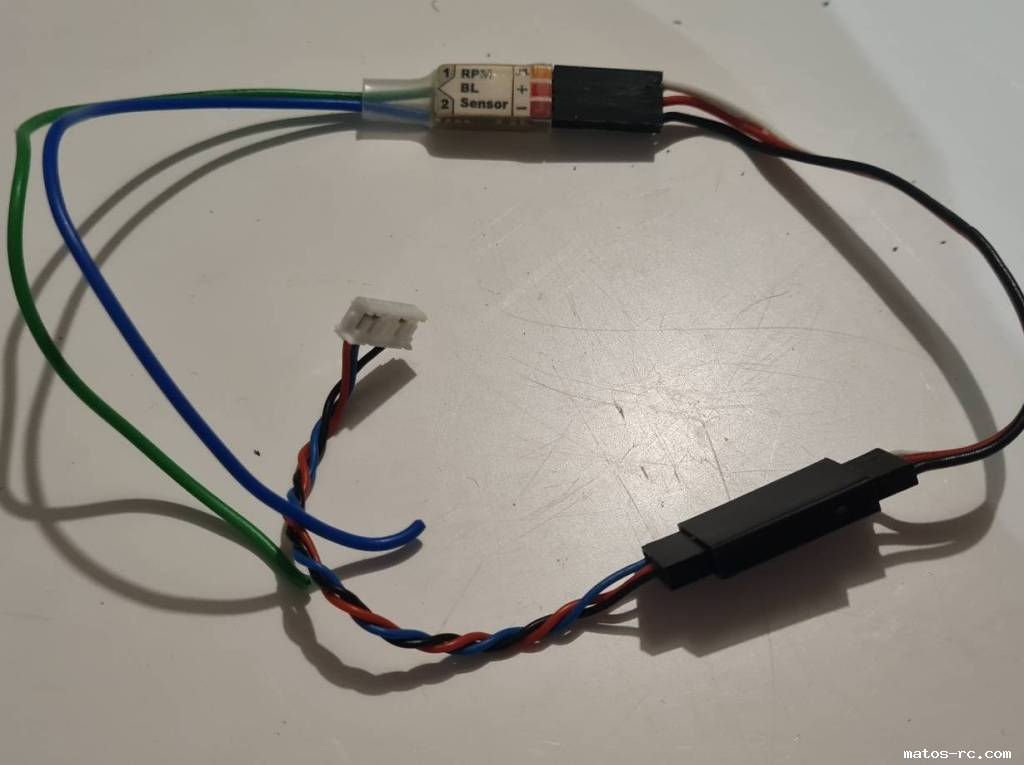 1 RPM
BL +
2 Sensor
matos-rc.com